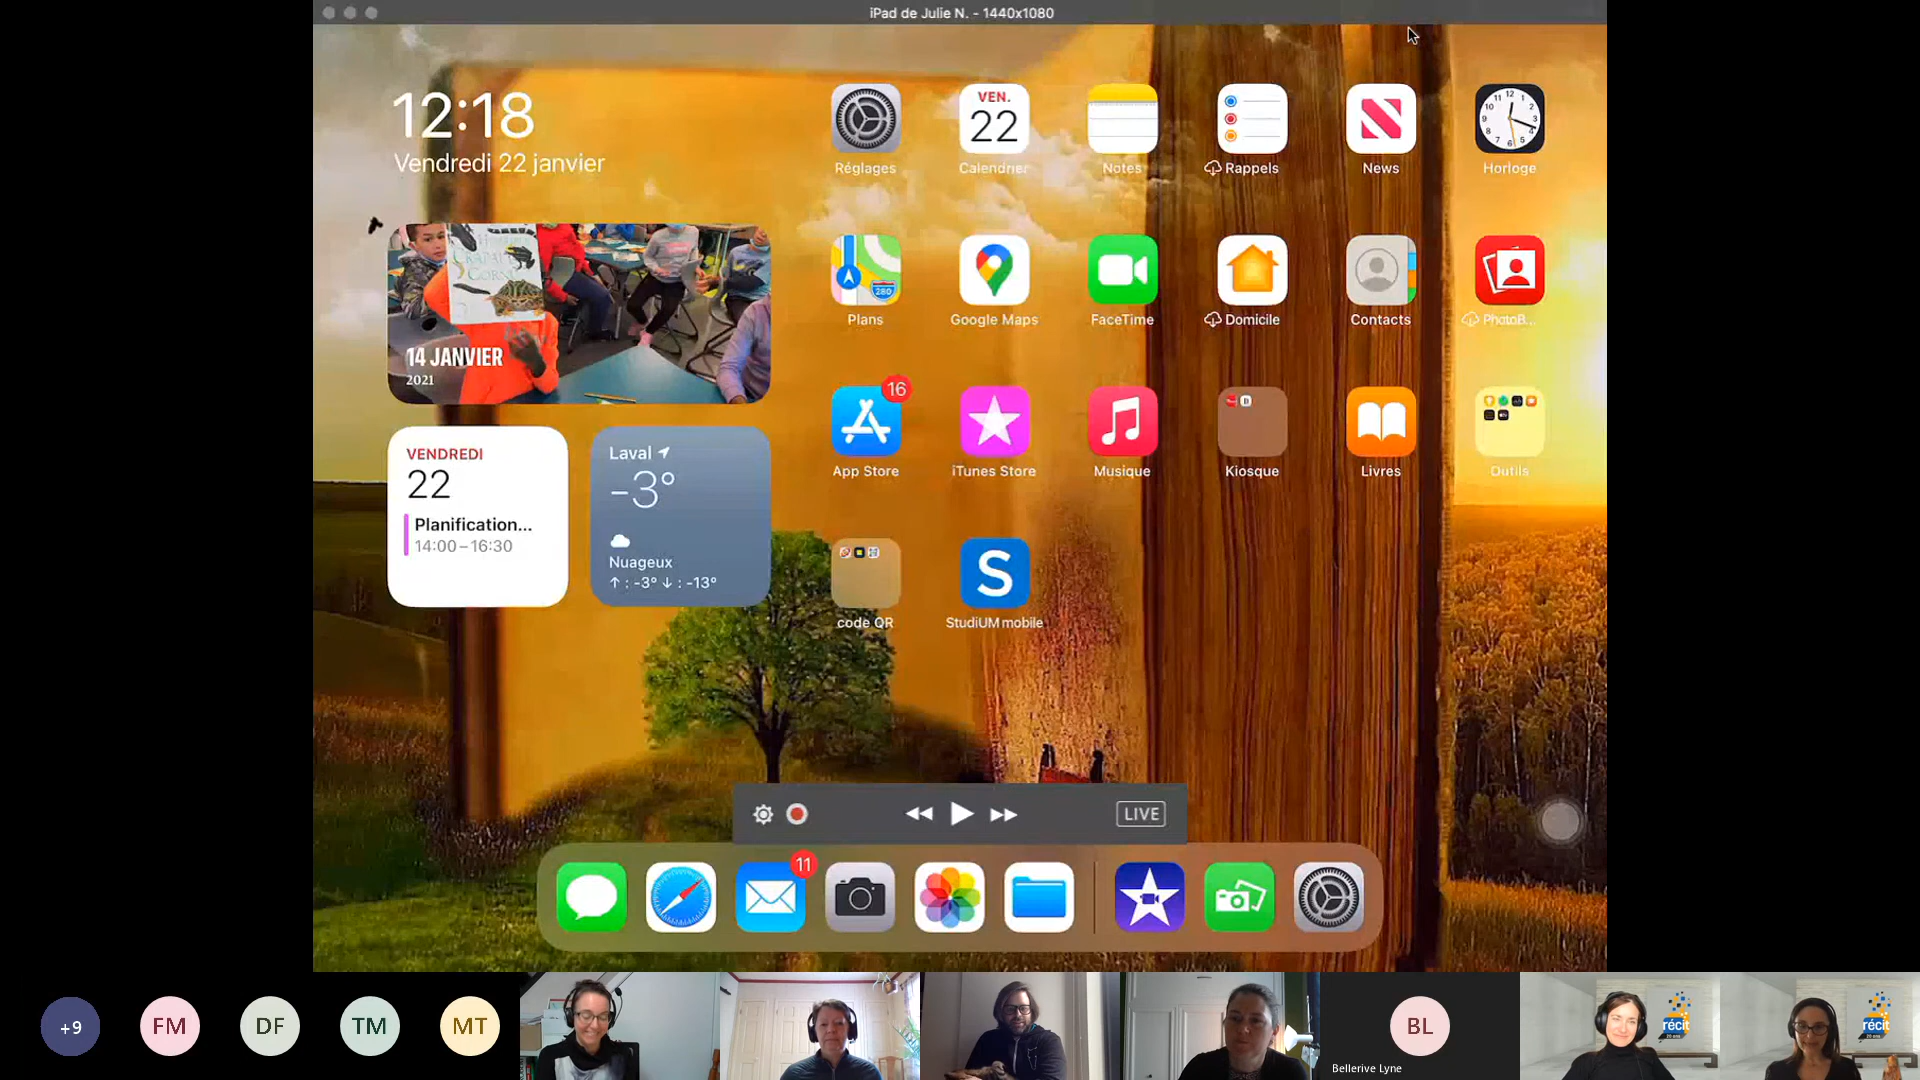 iPad de Julie N. - 1440x1080
12:18
Vendredi 22 janvier
14 JANVIER
2021
VENDREDI
22
Planification...
14:00–16:30
Laval
-3°
Nuageux
↑ : -3° ↓ : -13°
Réglages
VEN.
22
Calendrier
Notes
Rappels
News
Horloge
280
Plans
Google Maps
FaceTime
Domicile
Contacts
PhotoB...
16
App Store
iTunes Store
Musique
Kiosque
Livres
Outils
code QR
S
StudiUM mobile
LIVE
11
+9
FM
DF
TM
MT
BL
Bellerive Lyne
récit
récit